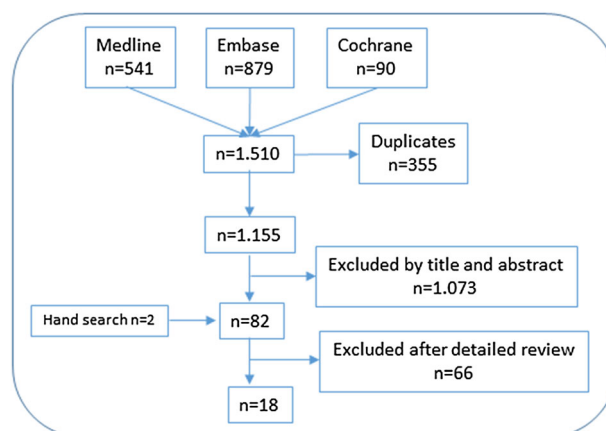 Medline
n=541
Embase
n=879
Cochrane
n=90
n=1.510
Duplicates
n=355
n=1.155
Excluded by title and abstract
n=1.073
Hand search n=2
n=82
Excluded after detailed review
n=66
n=18